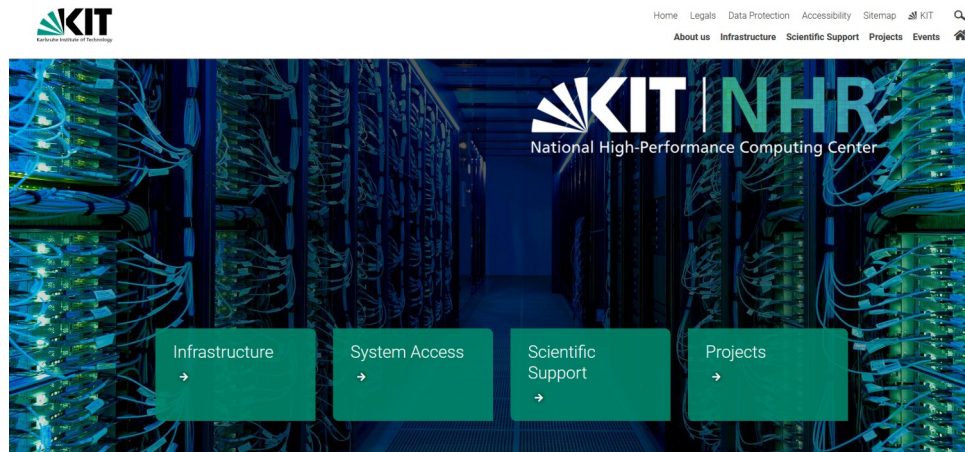 KIT
Karlsruhe Institute of Technology
Home Legals Data Protection Accessibility Sitemap KIT
About us Infrastructure Scientific Support Projects Events
KIT | NHR
National High-Performance Computing Center
Infrastructure
System Access
Scientific
Support
Projects